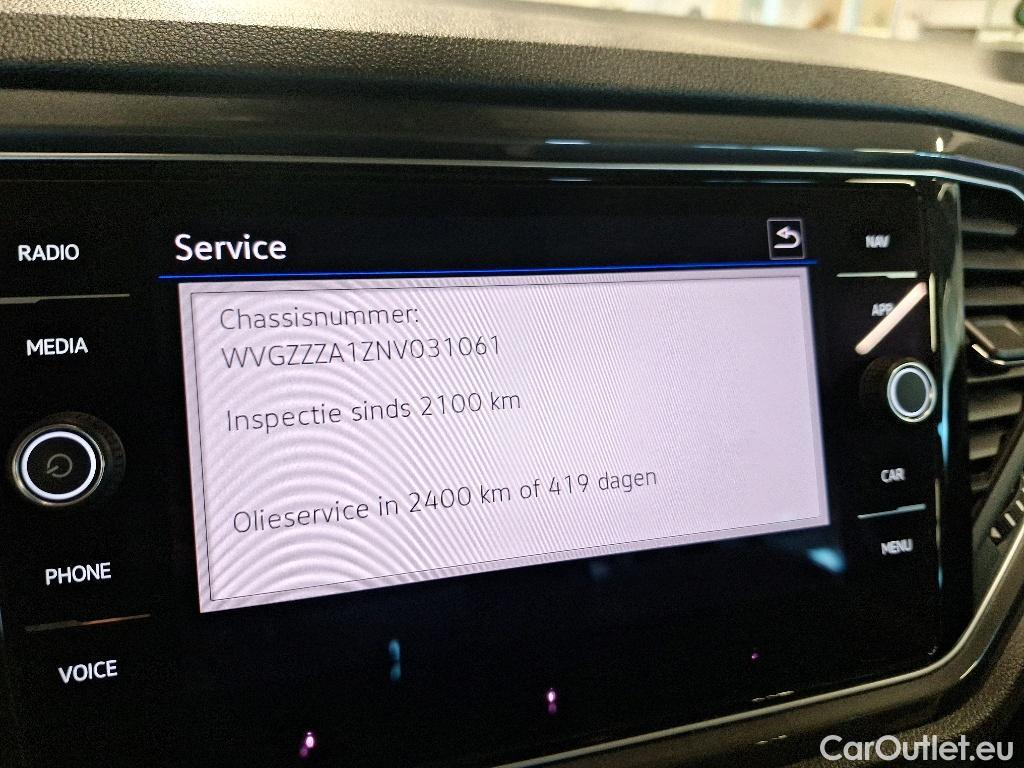 Service
RADIO
MEDIA
PHONE
VOICE
Chassisnummer:
WVGZZZA1ZNV031061
Inspectie sinds 2100 km
Olieservice in 2400 km of 419 dagen
NAV
APP
CAR
MENU
CarOutlet.eu